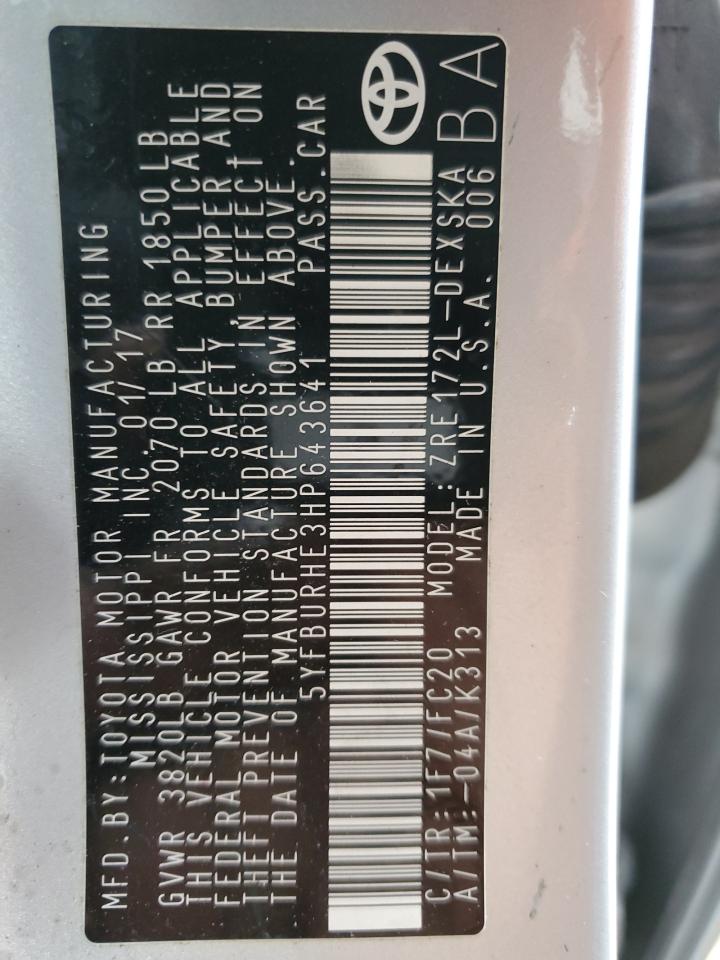 MFD.BY:TOYOTA MOTOR MANUFACTURING
MISSISSIPPI INC. 01/17
GVWR 3820LB GAWR FR 2070 LB RR 1850LB
THIS VEHICLE CONFORMS TO ALL APPLICABLE
FEDERAL MOTOR VEHICLE SAFETY, BUMPER, AND
THEFT PREVENTION STANDARDS IN EFFECT ON
THE DATE OF MANUFACTURE SHOWN ABOVE.
5YFBURHE3HP643641 PASS.CAR
C/TR: 1F7/FC20 MODEL: ZRE172L-DEXSKA
A/TM:-04A/K313 MADE IN U.S.A. 006
BA